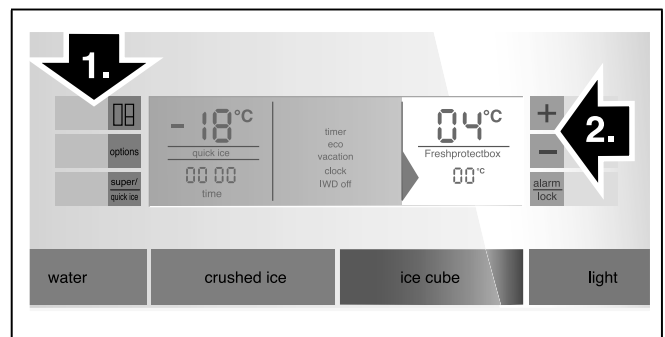 1.
- 18°C
04°C
+
2.
options
quick ice
timer
eco
vacation
clock
IWD off
Freshprotectbox
-
super/
quick ice
00 00
time
00°C
alarm
lock
water
crushed ice
ice cube
light